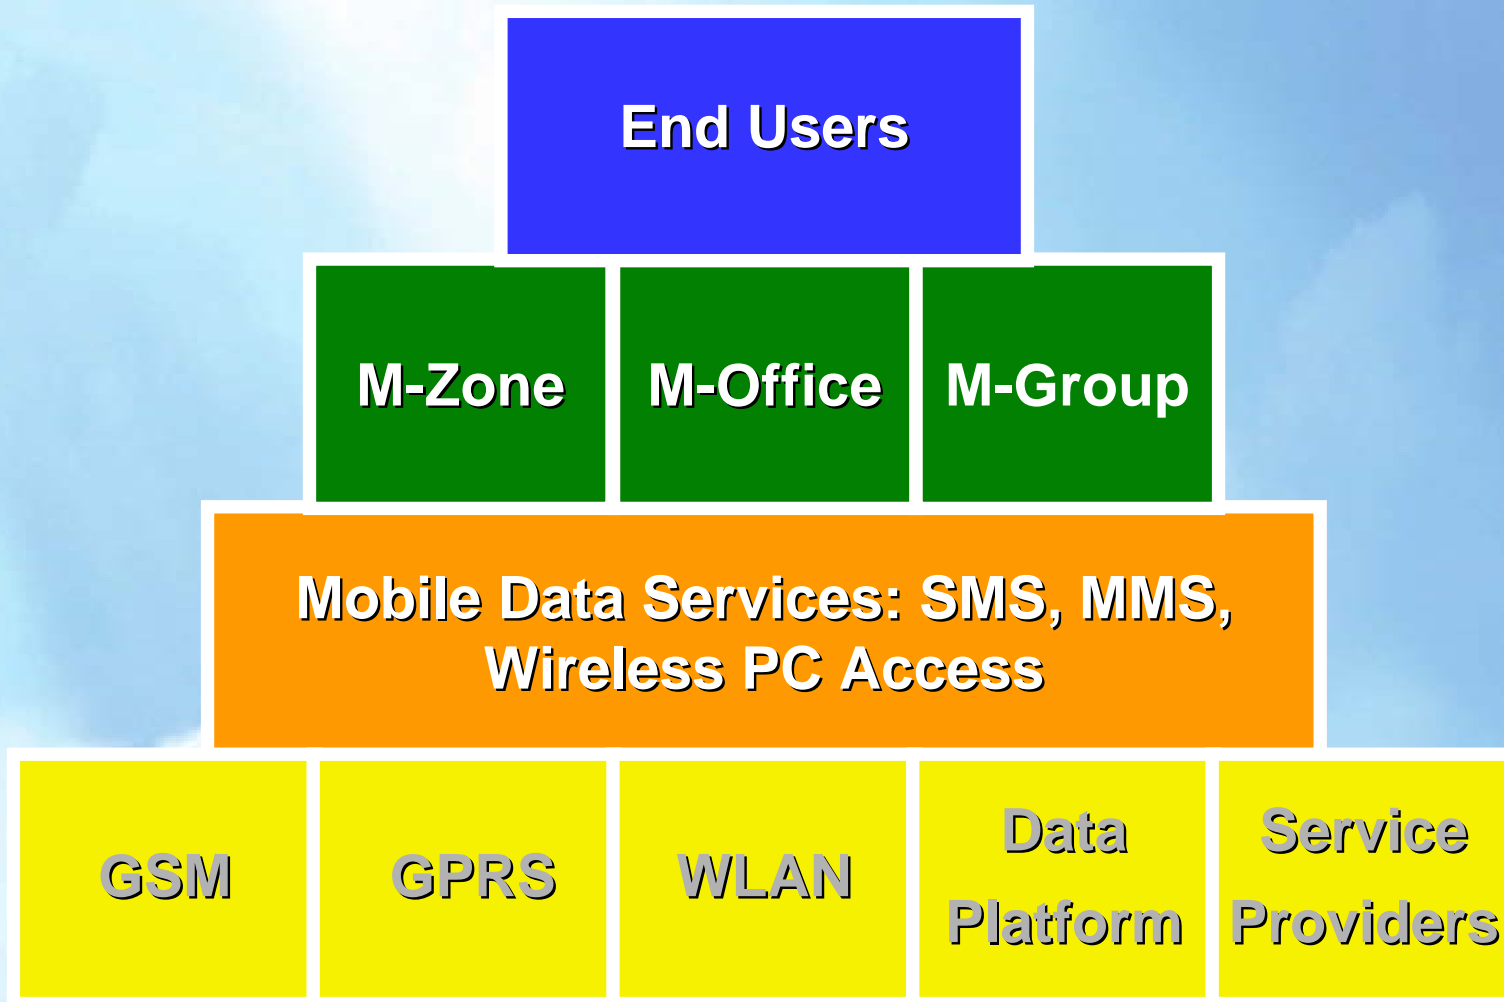 End Users
M-Zone
M-Office
M-Group
Mobile Data Services: SMS, MMS,
Wireless PC Access
GSM
GPRS
WLAN
Data
Platform
Service
Providers